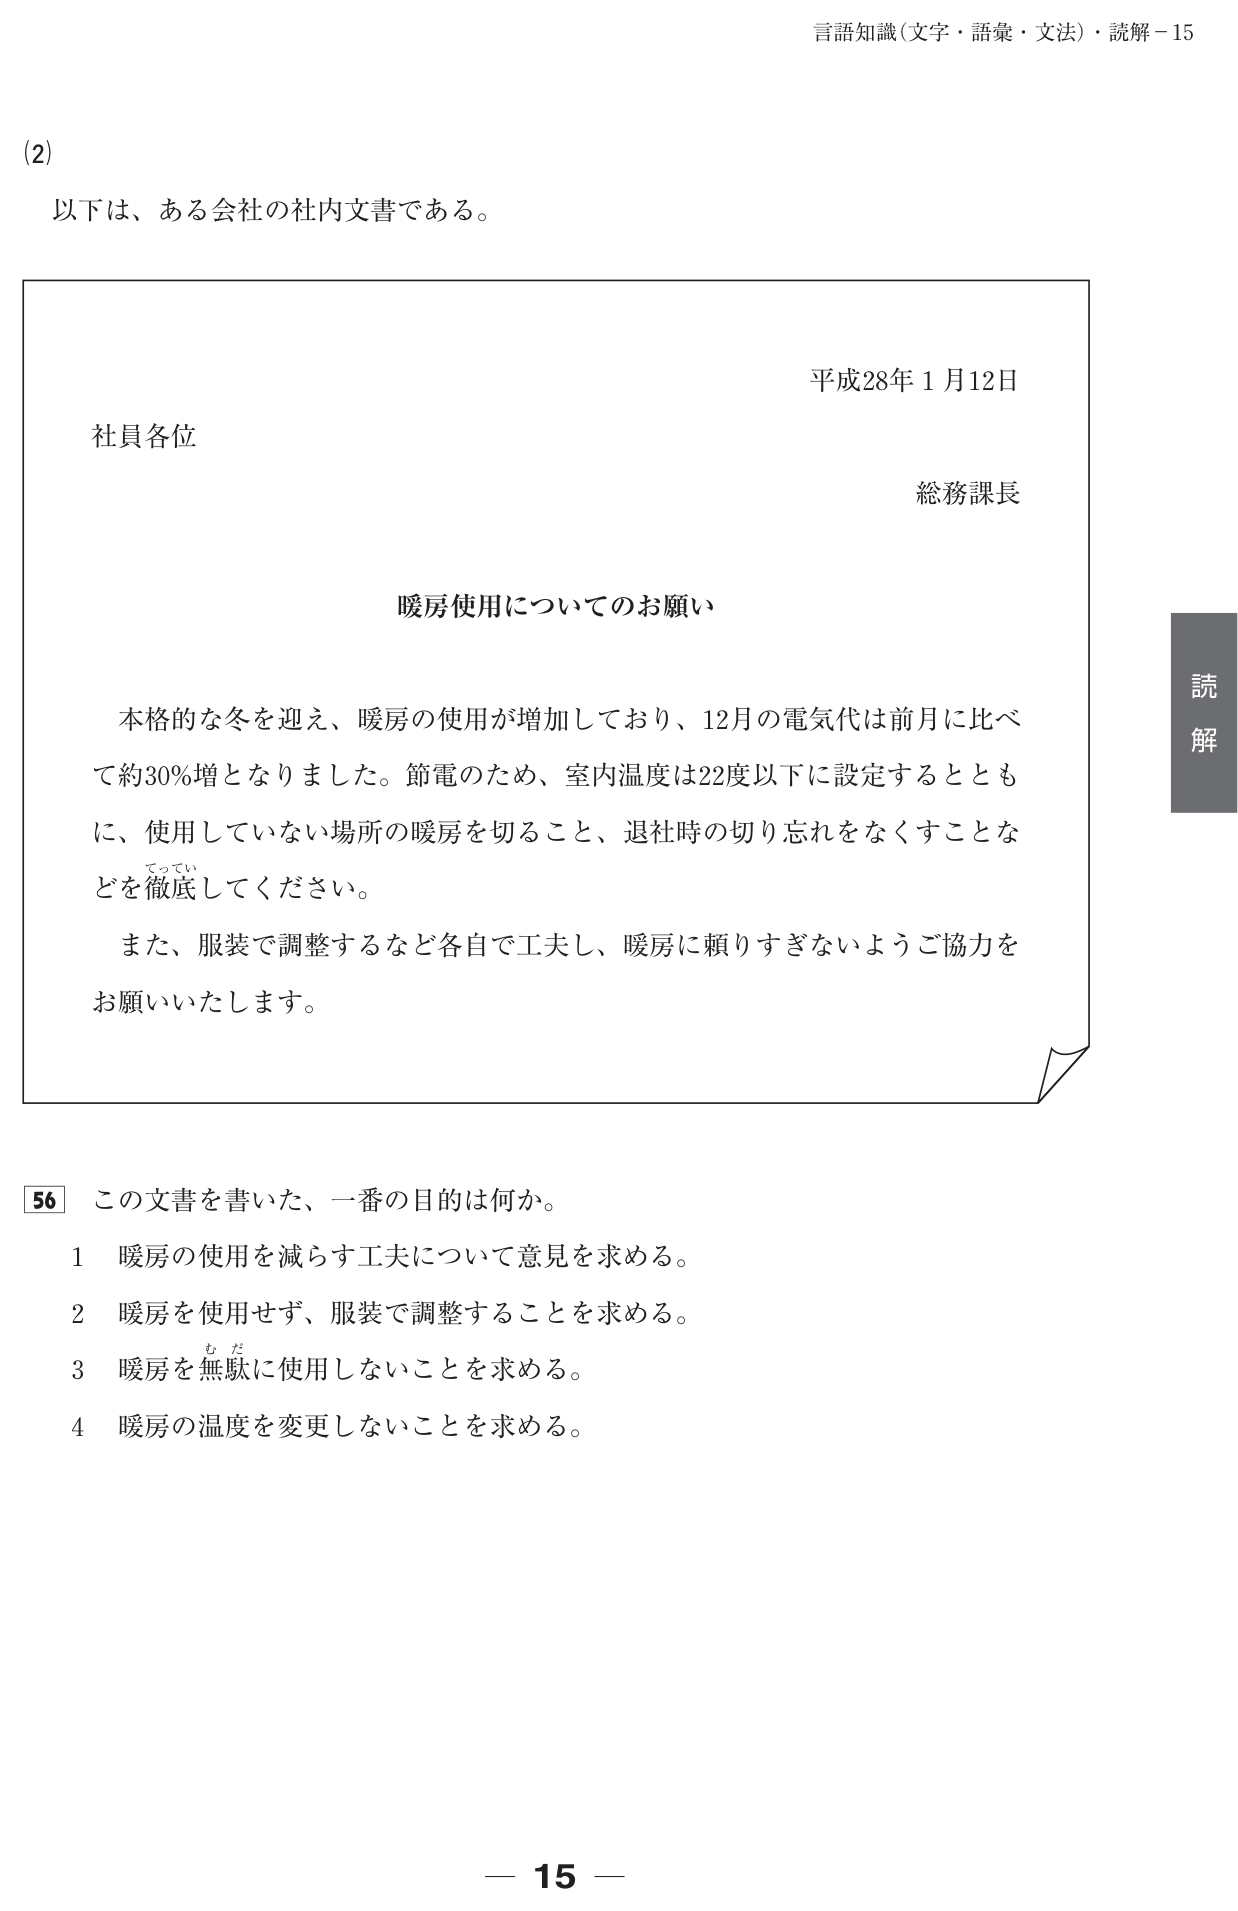 言語知識(文字・語彙・文法)・読解－15
(2)
以下は、ある会社の社内文書である。
平成28年１月12日
社員各位
総務課長
暖房使用についてのお願い
本格的な冬を迎え、暖房の使用が増加しており、12月の電気代は前月に比べ
て約30%増となりました。節電のため、室内温度は22度以下に設定するととも
に、使用していない場所の暖房を切ること、退社時の切り忘れをなくすことな
てってい
どを徹底してください。
また、服装で調整するなど各自で工夫し、暖房に頼りすぎないようご協力を
お願いいたします。
読
解
56 この文書を書いた、一番の目的は何か。
1 暖房の使用を減らす工夫について意見を求める。
2 暖房を使用せず、服装で調整することを求める。
むだ
3 暖房を無駄に使用しないことを求める。
4 暖房の温度を変更しないことを求める。
— 15 —